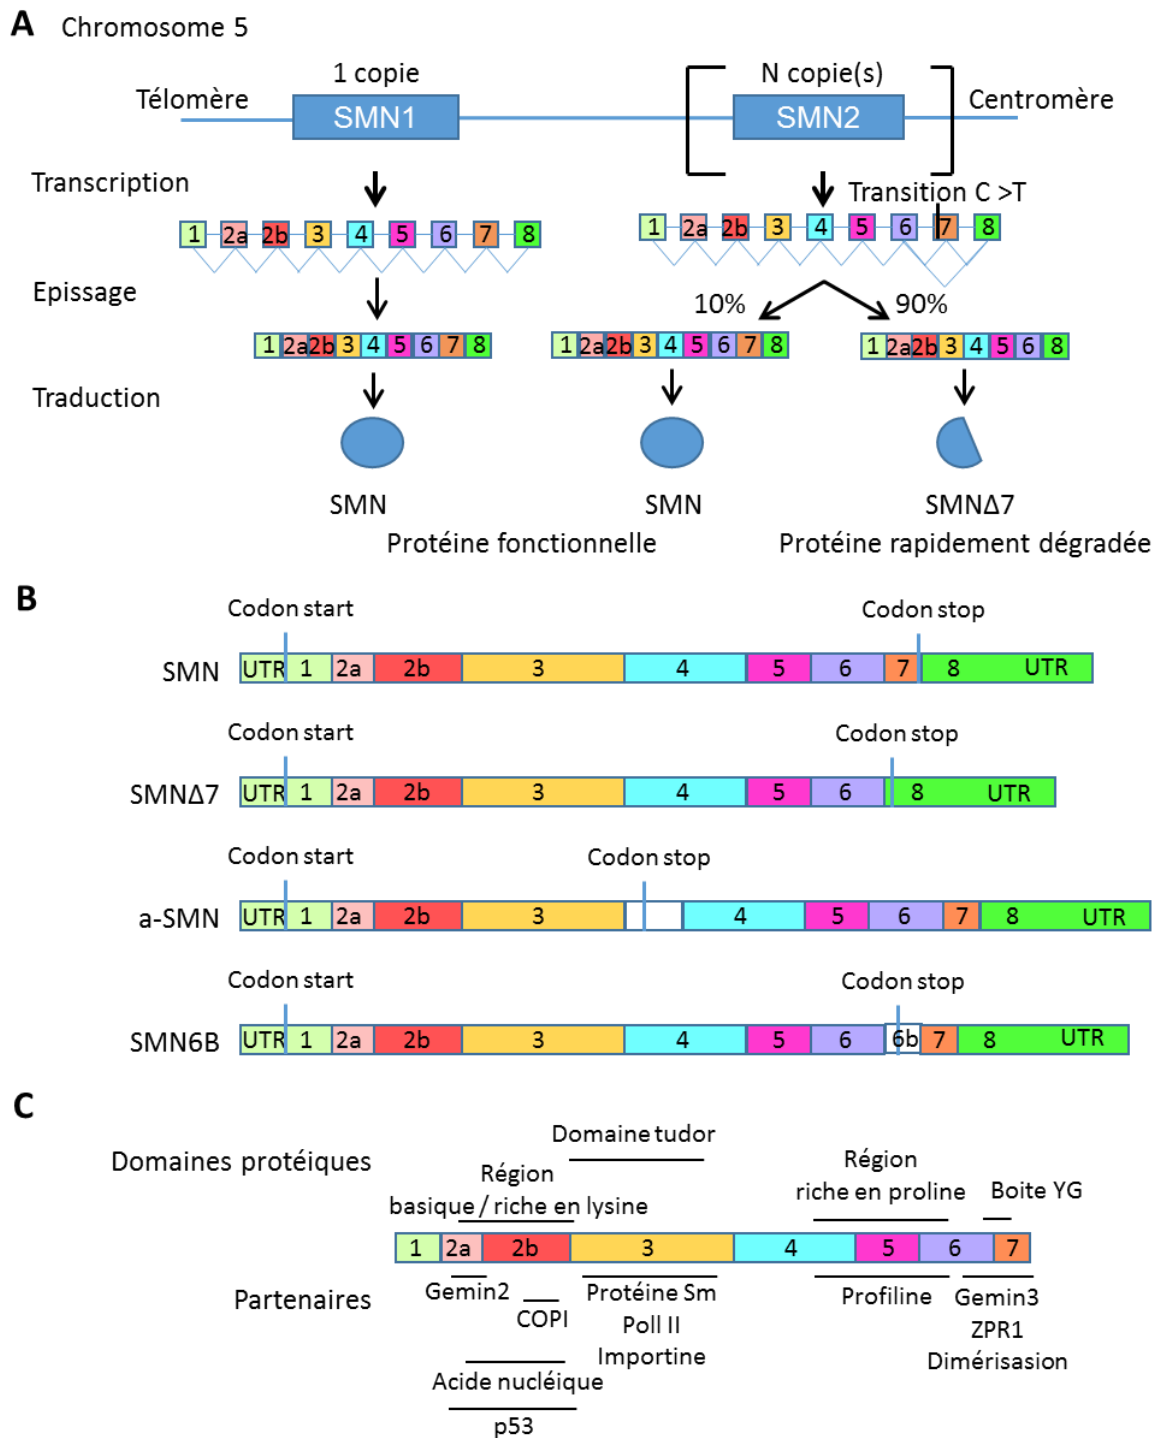 A Chromosome 5
1 copie
N copie(s)
Télomère
SMN1
SMN2
Centromère
Transcription
Transition C >T
1 2a 2b 3 4 5 6 7 8
1 2a 2b 3 4 5 6 7 8
Epissage
10%
90%
1 2a 2b 3 4 5 6 7 8
1 2a 2b 3 4 5 6 7 8
1 2a 2b 3 4 5 6 8
Traduction
SMN
SMN
SMNΔ7
Protéine fonctionnelle
Protéine rapidement dégradée
B
Codon start
Codon stop
SMN
UTR 1 2a 2b 3 4 5 6 7 8 UTR
Codon start
Codon stop
SMNΔ7
UTR 1 2a 2b 3 4 5 6 8 UTR
Codon start
Codon stop
a-SMN
UTR 1 2a 2b 3 4 5 6 7 8 UTR
Codon start
Codon stop
SMN6B
UTR 1 2a 2b 3 4 5 6 6b 7 8 UTR
C
Domaines protéiques
Domaine tudor
Région
basique / riche en lysine
Région
riche en proline
Boite YG
1 2a 2b 3 4 5 6 7
Partenaires
Gemin2
COPI
Acide nucléique
p53
Protéine Sm
Poll II
Importine
Profiline
Gemin3
ZPR1
Dimérisasion